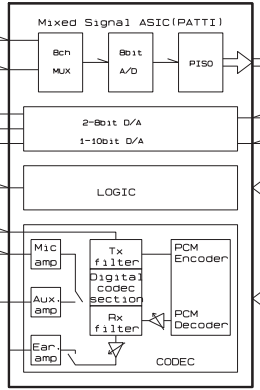 Mixed Signal ASIC(PATTI)
8ch
MUX
8bit
A/D
PISO
2-8bit D/A
1-10bit D/A
LOGIC
Mic
amp
Tx
filter
PCM
Encoder
Digital
codec
section
Aux.
amp
Rx
filter
PCM
Decoder
Ear.
amp
CODEC